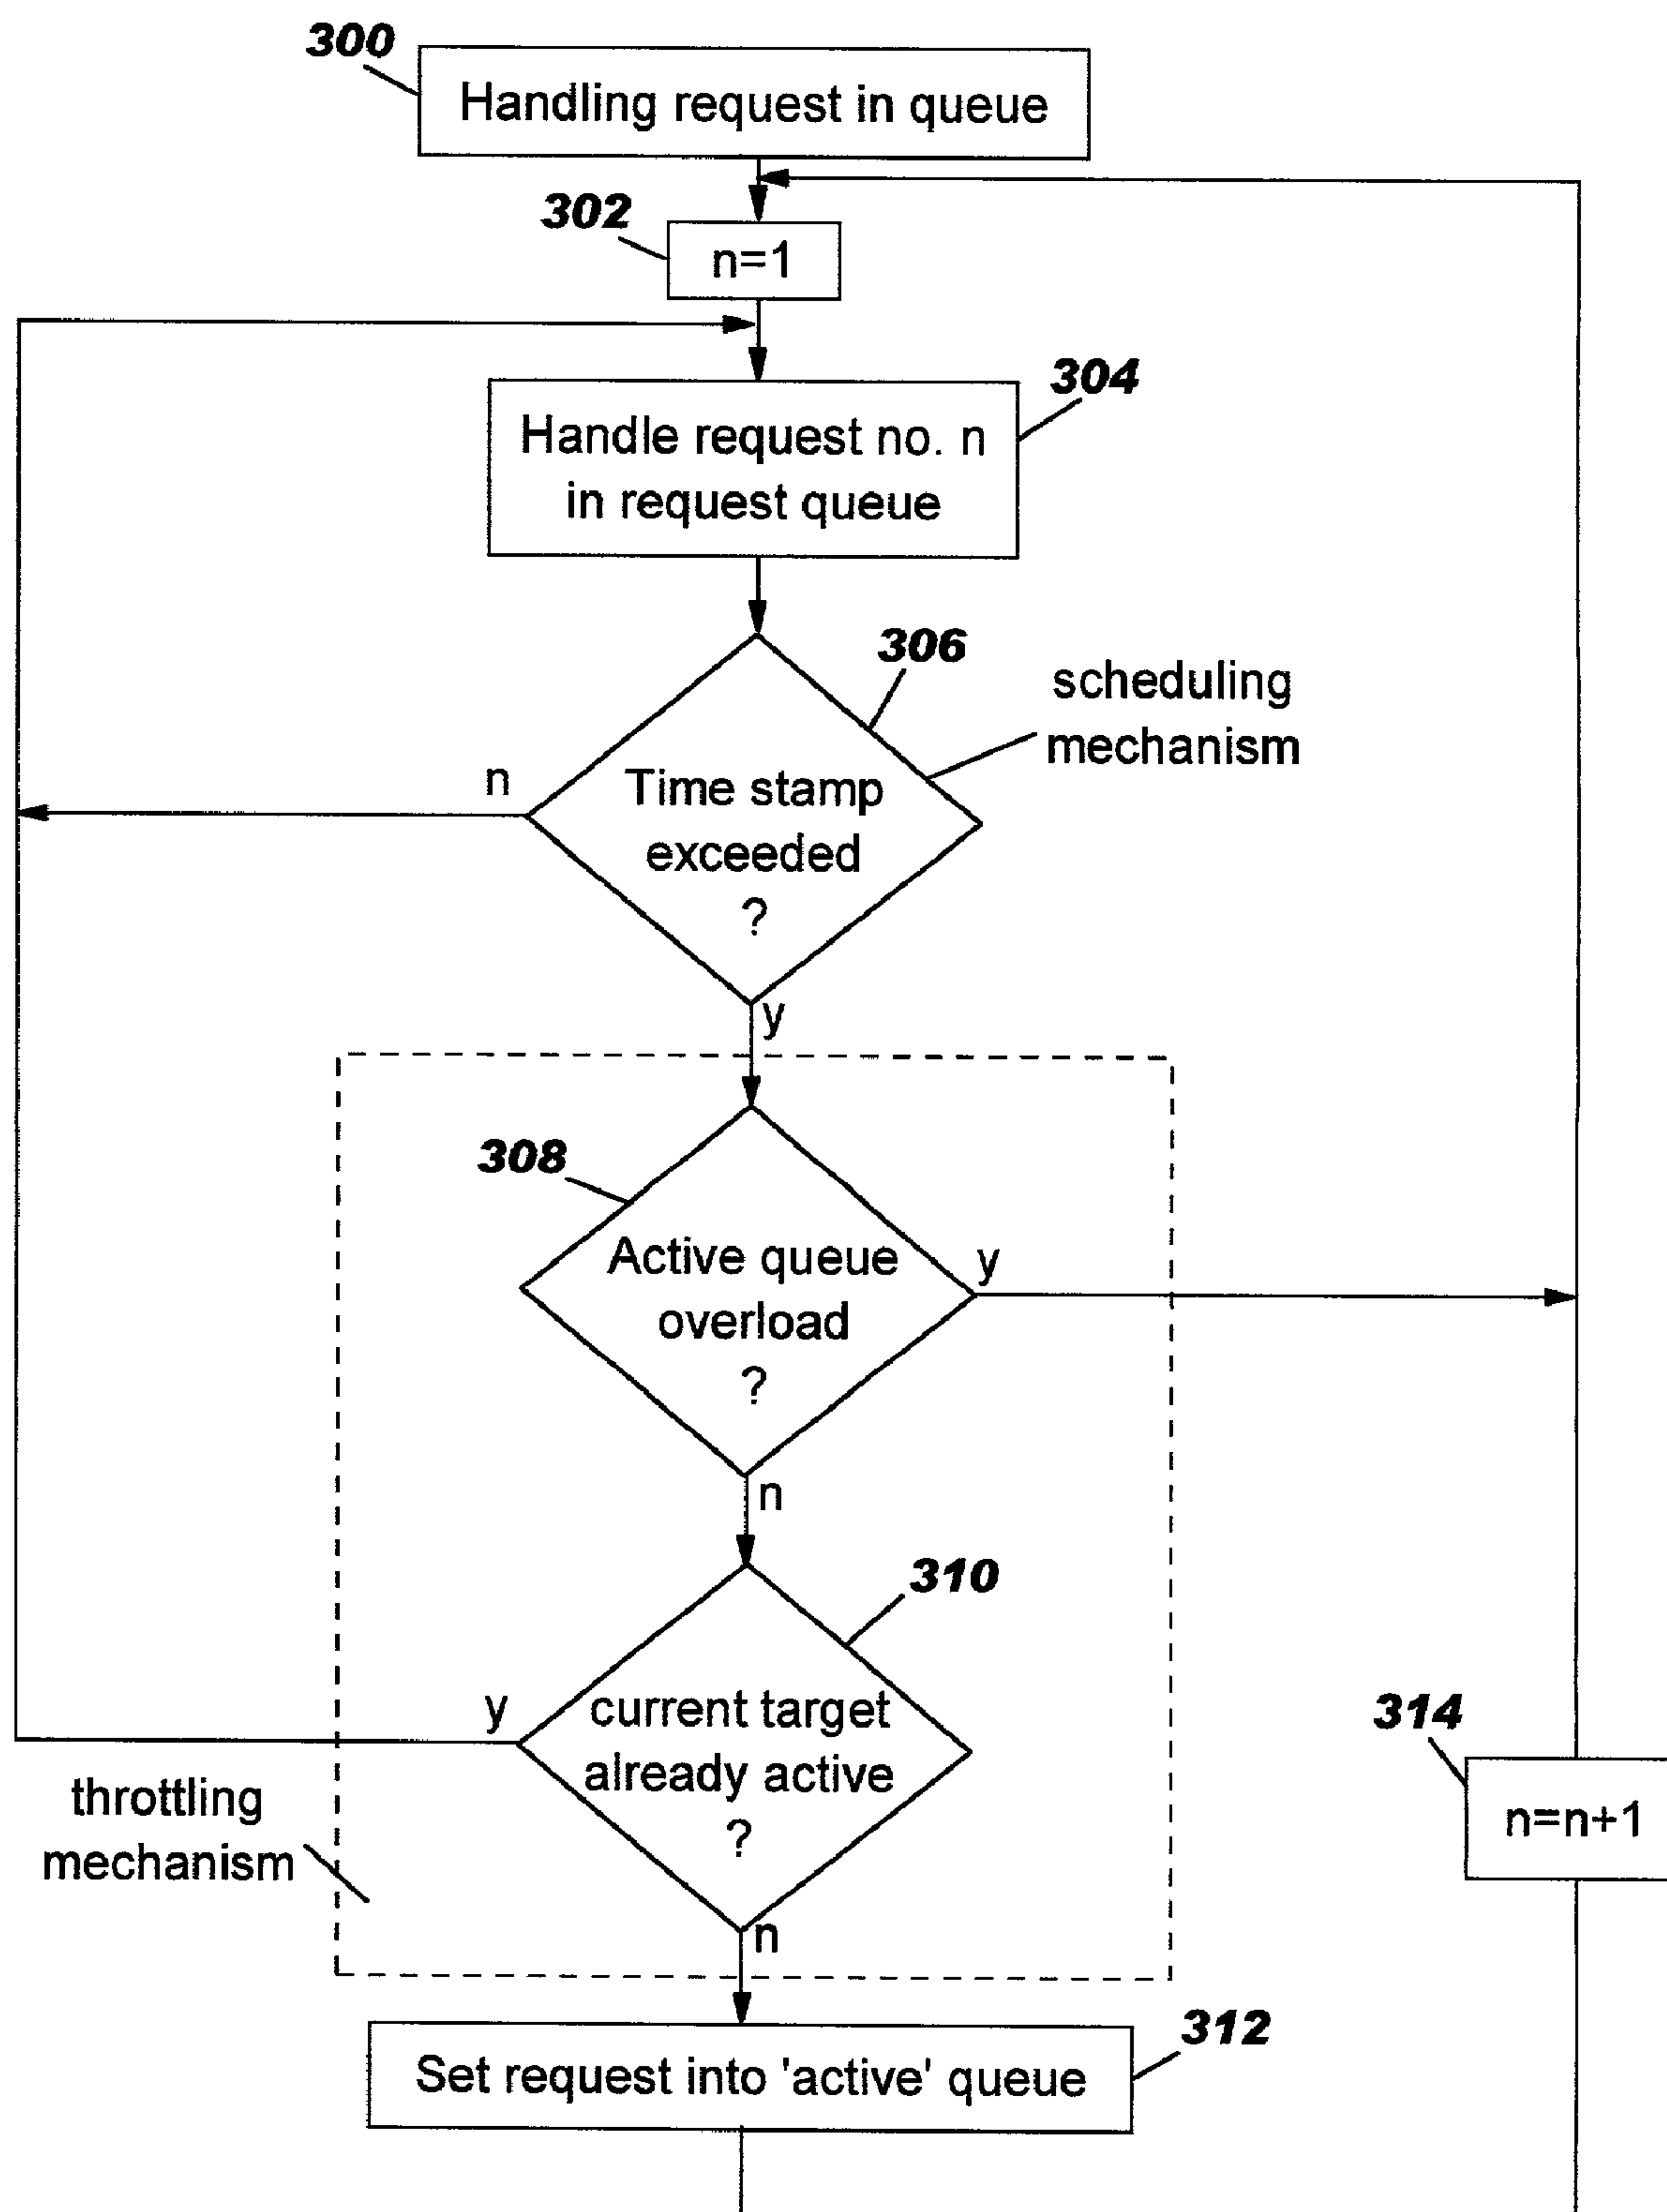 300
Handling request in queue
302
n=1
304
Handle request no. n
in request queue
306
scheduling
mechanism
n
Time stamp
exceeded
?
y
308
Active queue
overload
?
y
n
310
current target
already active
?
y
throttling
mechanism
n
314
n=n+1
312
Set request into 'active' queue